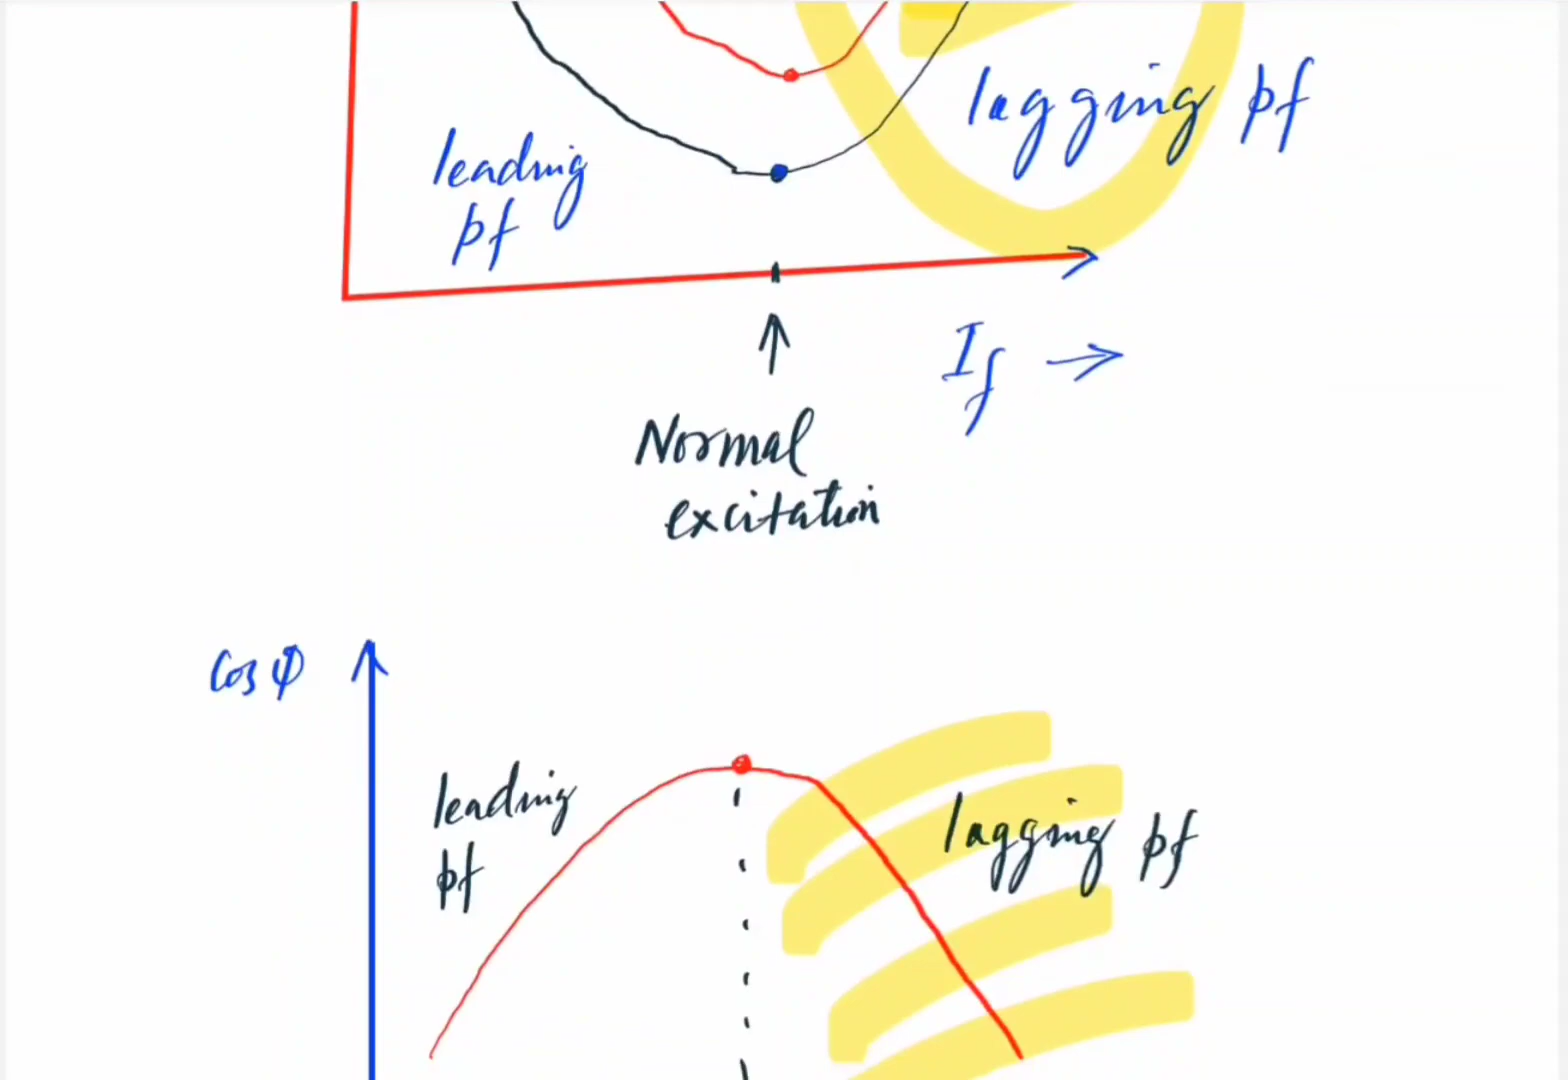 lagging pf
leading
pf
If →
Normal
excitation
Cos φ
leading
pf
lagging pf